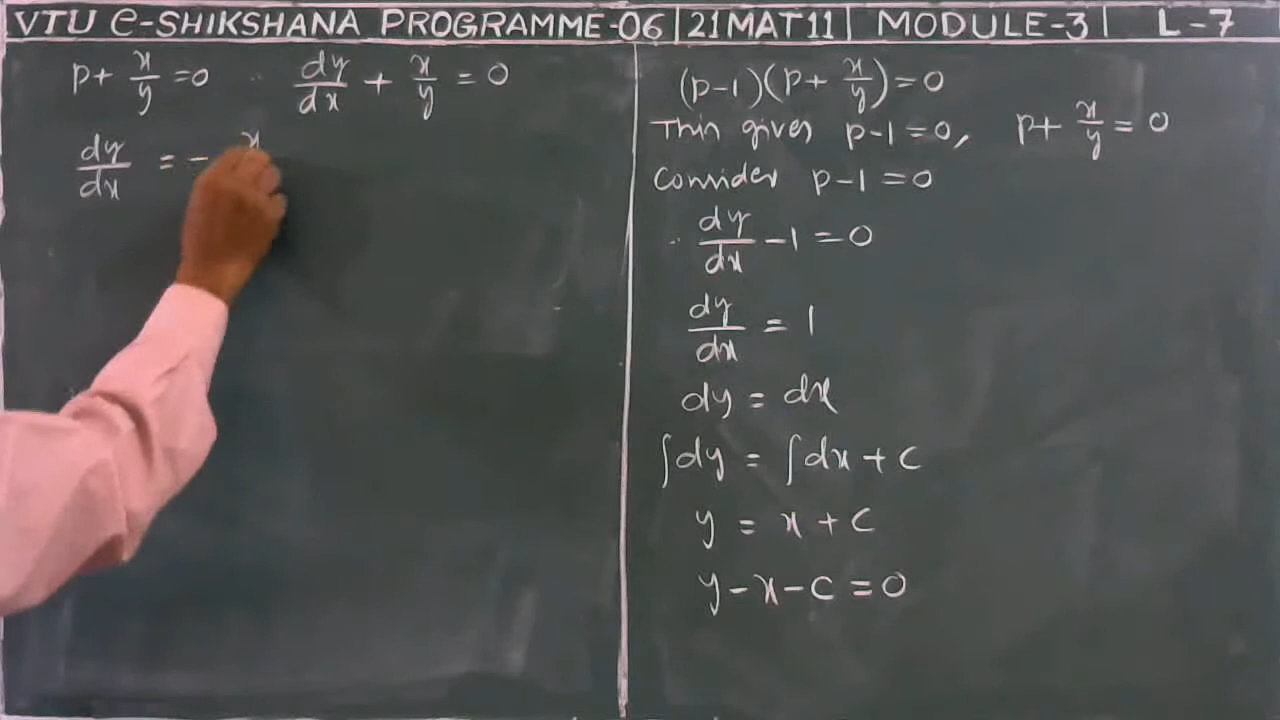 VTU e-SHIKSHANA PROGRAMME-06 | 21MAT11 | MODULE-3 | L-7
p + x/y = 0 dy/dx + x/y = 0
dy/dx = - x
(p-1)(p + x/y) = 0
This gives p-1=0, p + x/y = 0
Consider p-1=0
dy/dx - 1 = 0
dy/dx = 1
dy = dx
∫dy = ∫dx + c
y = x + c
y - x - c = 0